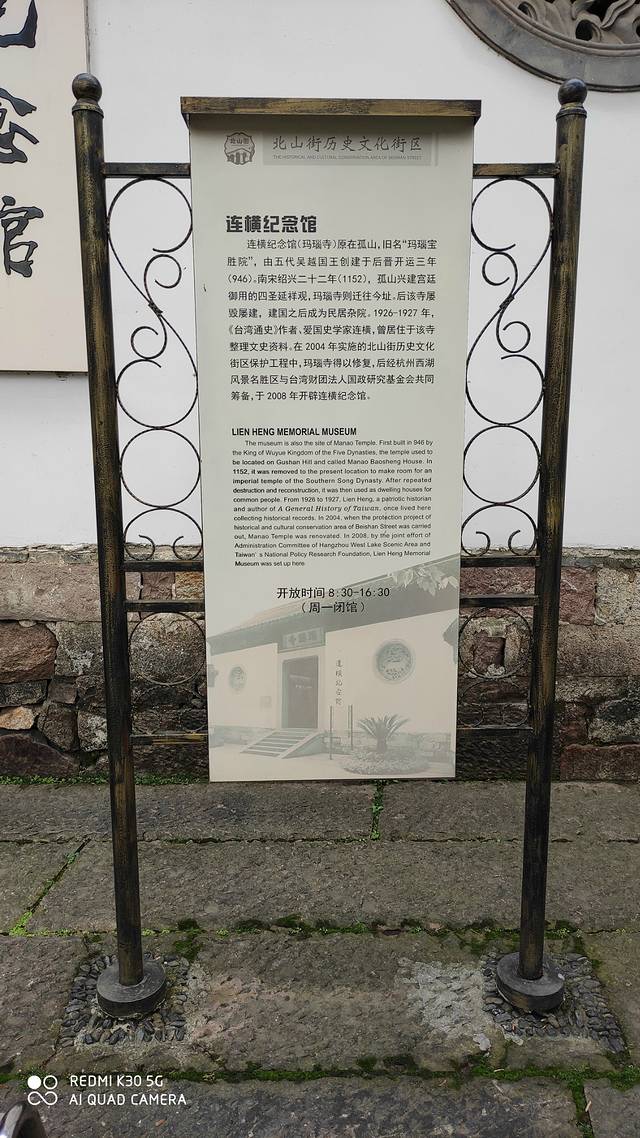 念
馆
北山街
北山街历史文化街区
THE HISTORICAL AND CULTURAL CONSERVATION AREA OF BEISHAN STREET
连横纪念馆
连横纪念馆(玛瑙寺)原在孤山,旧名“玛瑙宝
胜院”，由五代吴越国王创建于后晋开运三年
(946)。南宋绍兴二十二年(1152)，孤山兴建宫廷
御用的四圣延祥观,玛瑙寺则迁往今址。后该寺屡
毁屡建，建国之后成为民居杂院。1926-1927 年,
《台湾通史》作者、爱国史学家连横,曾居住于该寺
整理文史资料。在 2004 年实施的北山街历史文化
街区保护工程中,玛瑙寺得以修复,后经杭州西湖
风景名胜区与台湾财团法人国政研究基金会共同
筹备,于 2008 年开辟连横纪念馆。
LIEN HENG MEMORIAL MUSEUM
The museum is also the site of Manao Temple. First built in 946 by
the King of Wuyue Kingdom of the Five Dynasties, the temple used to
be located on Gushan Hill and called Manao Baosheng House. In
1152, it was removed to the present location to make room for an
imperial temple of the Southern Song Dynasty. After repeated
destruction and reconstruction, it was then used as dwelling houses for
common people. From 1926 to 1927, Lien Heng, a patriotic historian
and author of A General History of Taiwan, once lived here
collecting historical records. In 2004, when the protection project of
historical and cultural conservation area of Beishan Street was carried
out, Manao Temple was renovated. In 2008, by the joint effort of
Administration Committee of Hangzhou West Lake Scenic Area and
Taiwan's National Policy Research Foundation, Lien Heng Memorial
Museum was set up here.
开放时间 8:30-16:30
(周一闭馆)
连横纪念馆
REDMI K30 5G
AI QUAD CAMERA